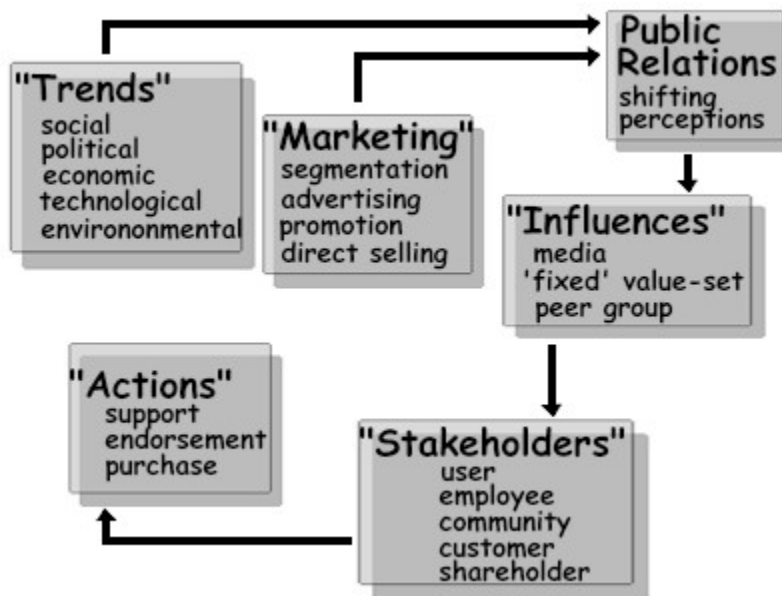 "Trends"
social
political
economic
technological
environonmental
"Marketing"
segmentation
advertising
promotion
direct selling
Public
Relations
shifting
perceptions
"Influences"
media
'fixed' value-set
peer group
"Stakeholders"
user
employee
community
customer
shareholder
"Actions"
support
endorsement
purchase